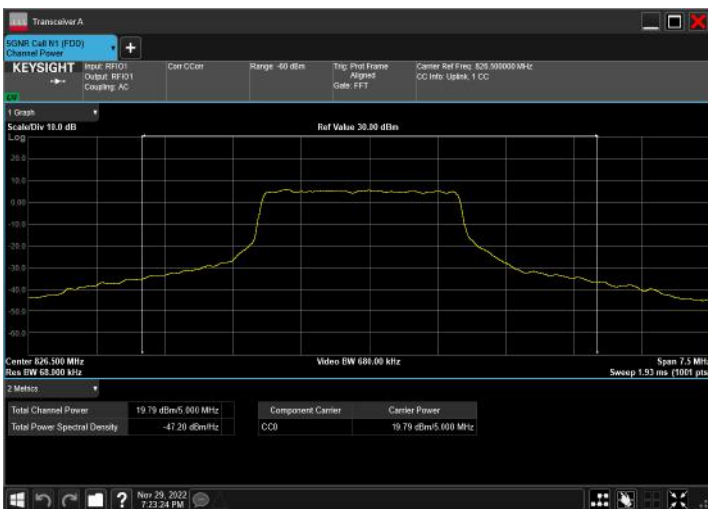 Transceiver A
5GNR Call N1 (FDD)
Channel Power
KEYSIGHT
Input: RFIO1
Output: RFIO1
Coupling: AC
Corr CCorr
Range: -60 dBm
Trig: Prot Frame
Aligned
Gate: FFT
Carrier Ref Freq: 826.500000 MHz
CC Info: Uplink, 1 CC
1 Graph
Scale/Div 10.0 dB
Ref Value 30.00 dBm
Log
20.0
10.0
0.00
-10.0
-20.0
-30.0
-40.0
-50.0
-60.0
Center 826.500 MHz
Video BW 680.00 kHz
Span 7.5 MHz
Res BW 68.000 kHz
Sweep 1.93 ms (1001 pts
2 Metrics
Total Channel Power 19.79 dBm/5.000 MHz
Total Power Spectral Density -47.20 dBm/Hz
Component Carrier Carrier Power
CC0 19.79 dBm/5.000 MHz
Nov 29, 2022
7:23:24 PM